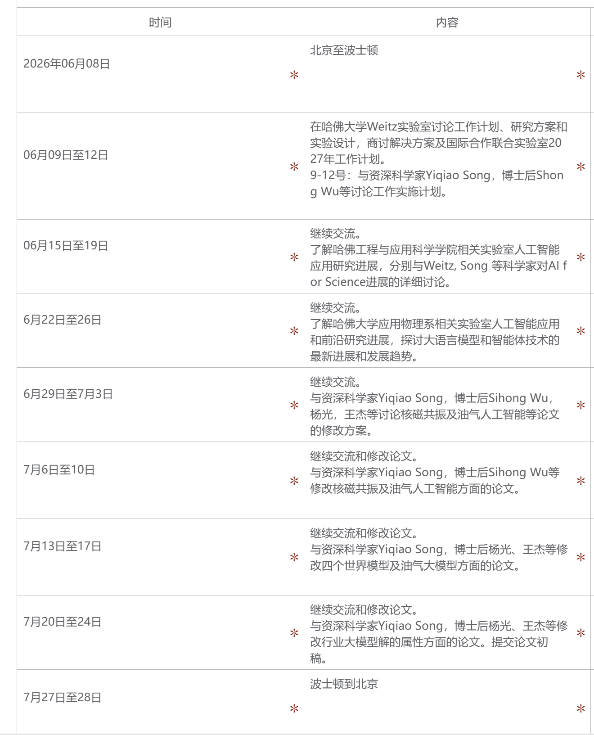 时间 内容
2026年06月08日
北京至波士顿
*
*
06月09日至12日
在哈佛大学Weitz实验室讨论工作计划、研究方案和
实验设计，商讨解决方案及国际合作联合实验室20
27年工作计划。
9-12号：与资深科学家Yiqiao Song，博士后Shon
g Wu等讨论工作实施计划。
*
*
06月15日至19日
继续交流。
了解哈佛工程与应用科学学院相关实验室人工智能
应用研究进展，分别与Weitz, Song 等科学家对AI f
or Science进展的详细讨论。
*
*
6月22日至26日
继续交流。
了解哈佛大学应用物理系相关实验室人工智能应用
和前沿研究进展，探讨大语言模型和智能体技术的
最新进展和发展趋势。
*
*
6月29日至7月3日
继续交流。
与资深科学家Yiqiao Song，博士后Sihong Wu，
杨光，王杰等讨论核磁共振及油气人工智能等论文
的修改方案。
*
*
7月6日至10日
继续交流和修改论文。
与资深科学家Yiqiao Song，博士后Sihong Wu等
修改核磁共振及油气人工智能方面的论文。
*
*
7月13日至17日
继续交流和修改论文。
与资深科学家Yiqiao Song，博士后杨光、王杰等修
改四个世界模型及油气大模型方面的论文。
*
*
7月20日至24日
继续交流和修改论文。
与资深科学家Yiqiao Song，博士后杨光、王杰等修
改行业大模型解的属性方面的论文。提交论文初
稿。
*
*
7月27日至28日
波士顿到北京
*
*